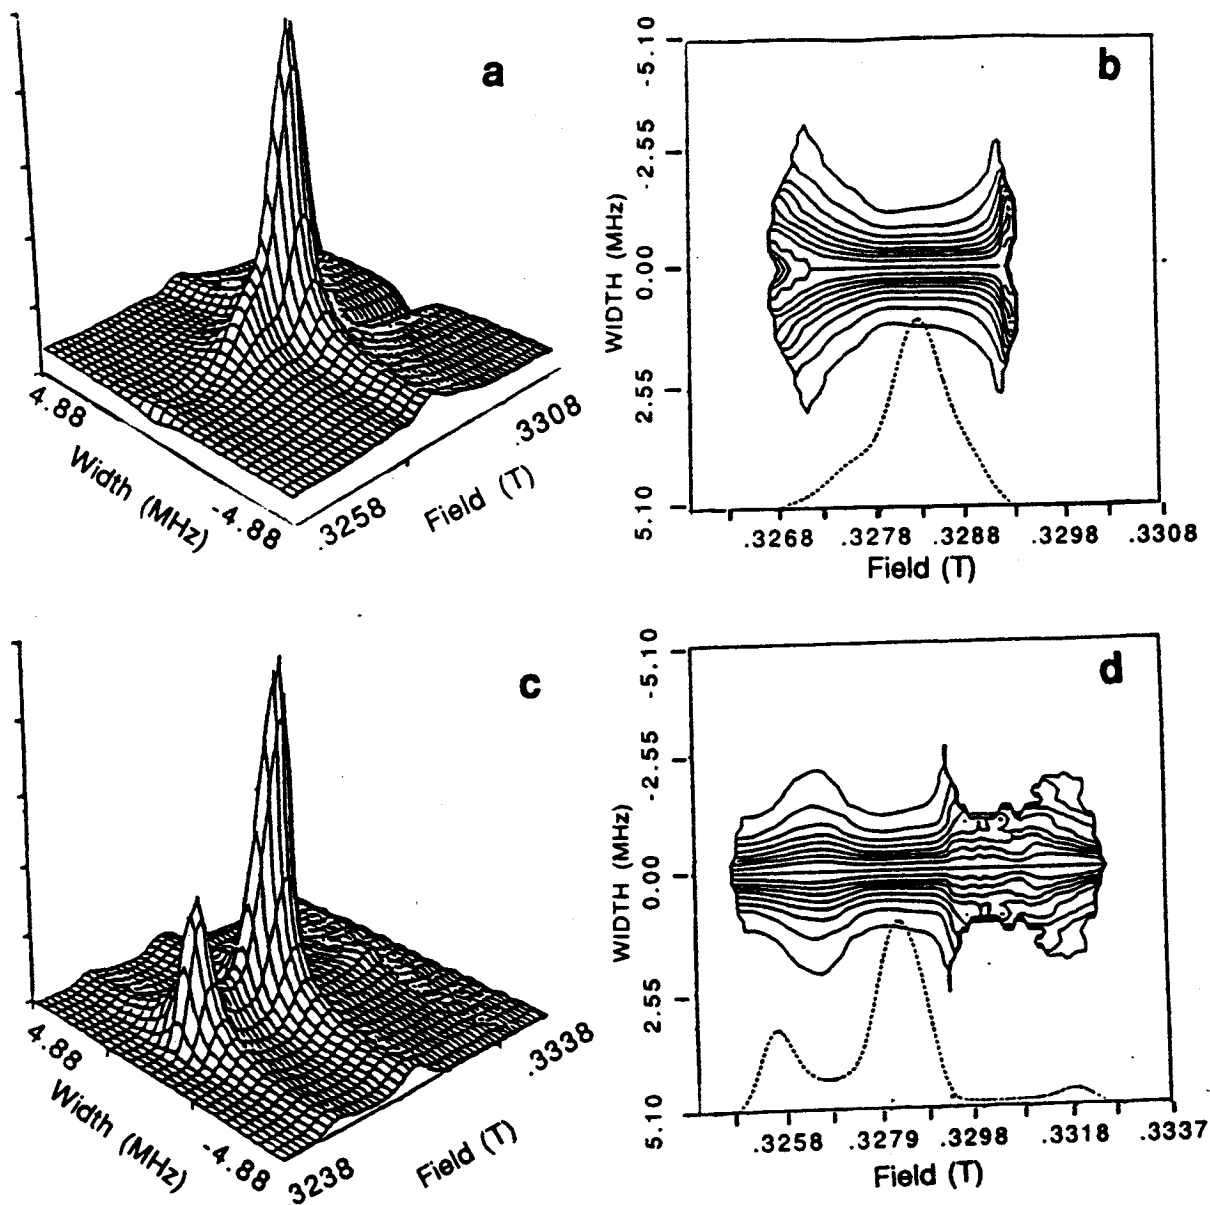 a
4.88
Width (MHz)
-4.88
.3258
Field (T)
.3308
b
-5.10
-2.55
0.00
2.55
5.10
WIDTH (MHz)
.3268 .3278 .3288 .3298 .3308
Field (T)
c
4.88
Width (MHz)
-4.88
.3238
Field (T)
.3338
d
-5.10
-2.55
0.00
2.55
5.10
WIDTH (MHz)
.3258 .3279 .3298 .3318 .3337
Field (T)